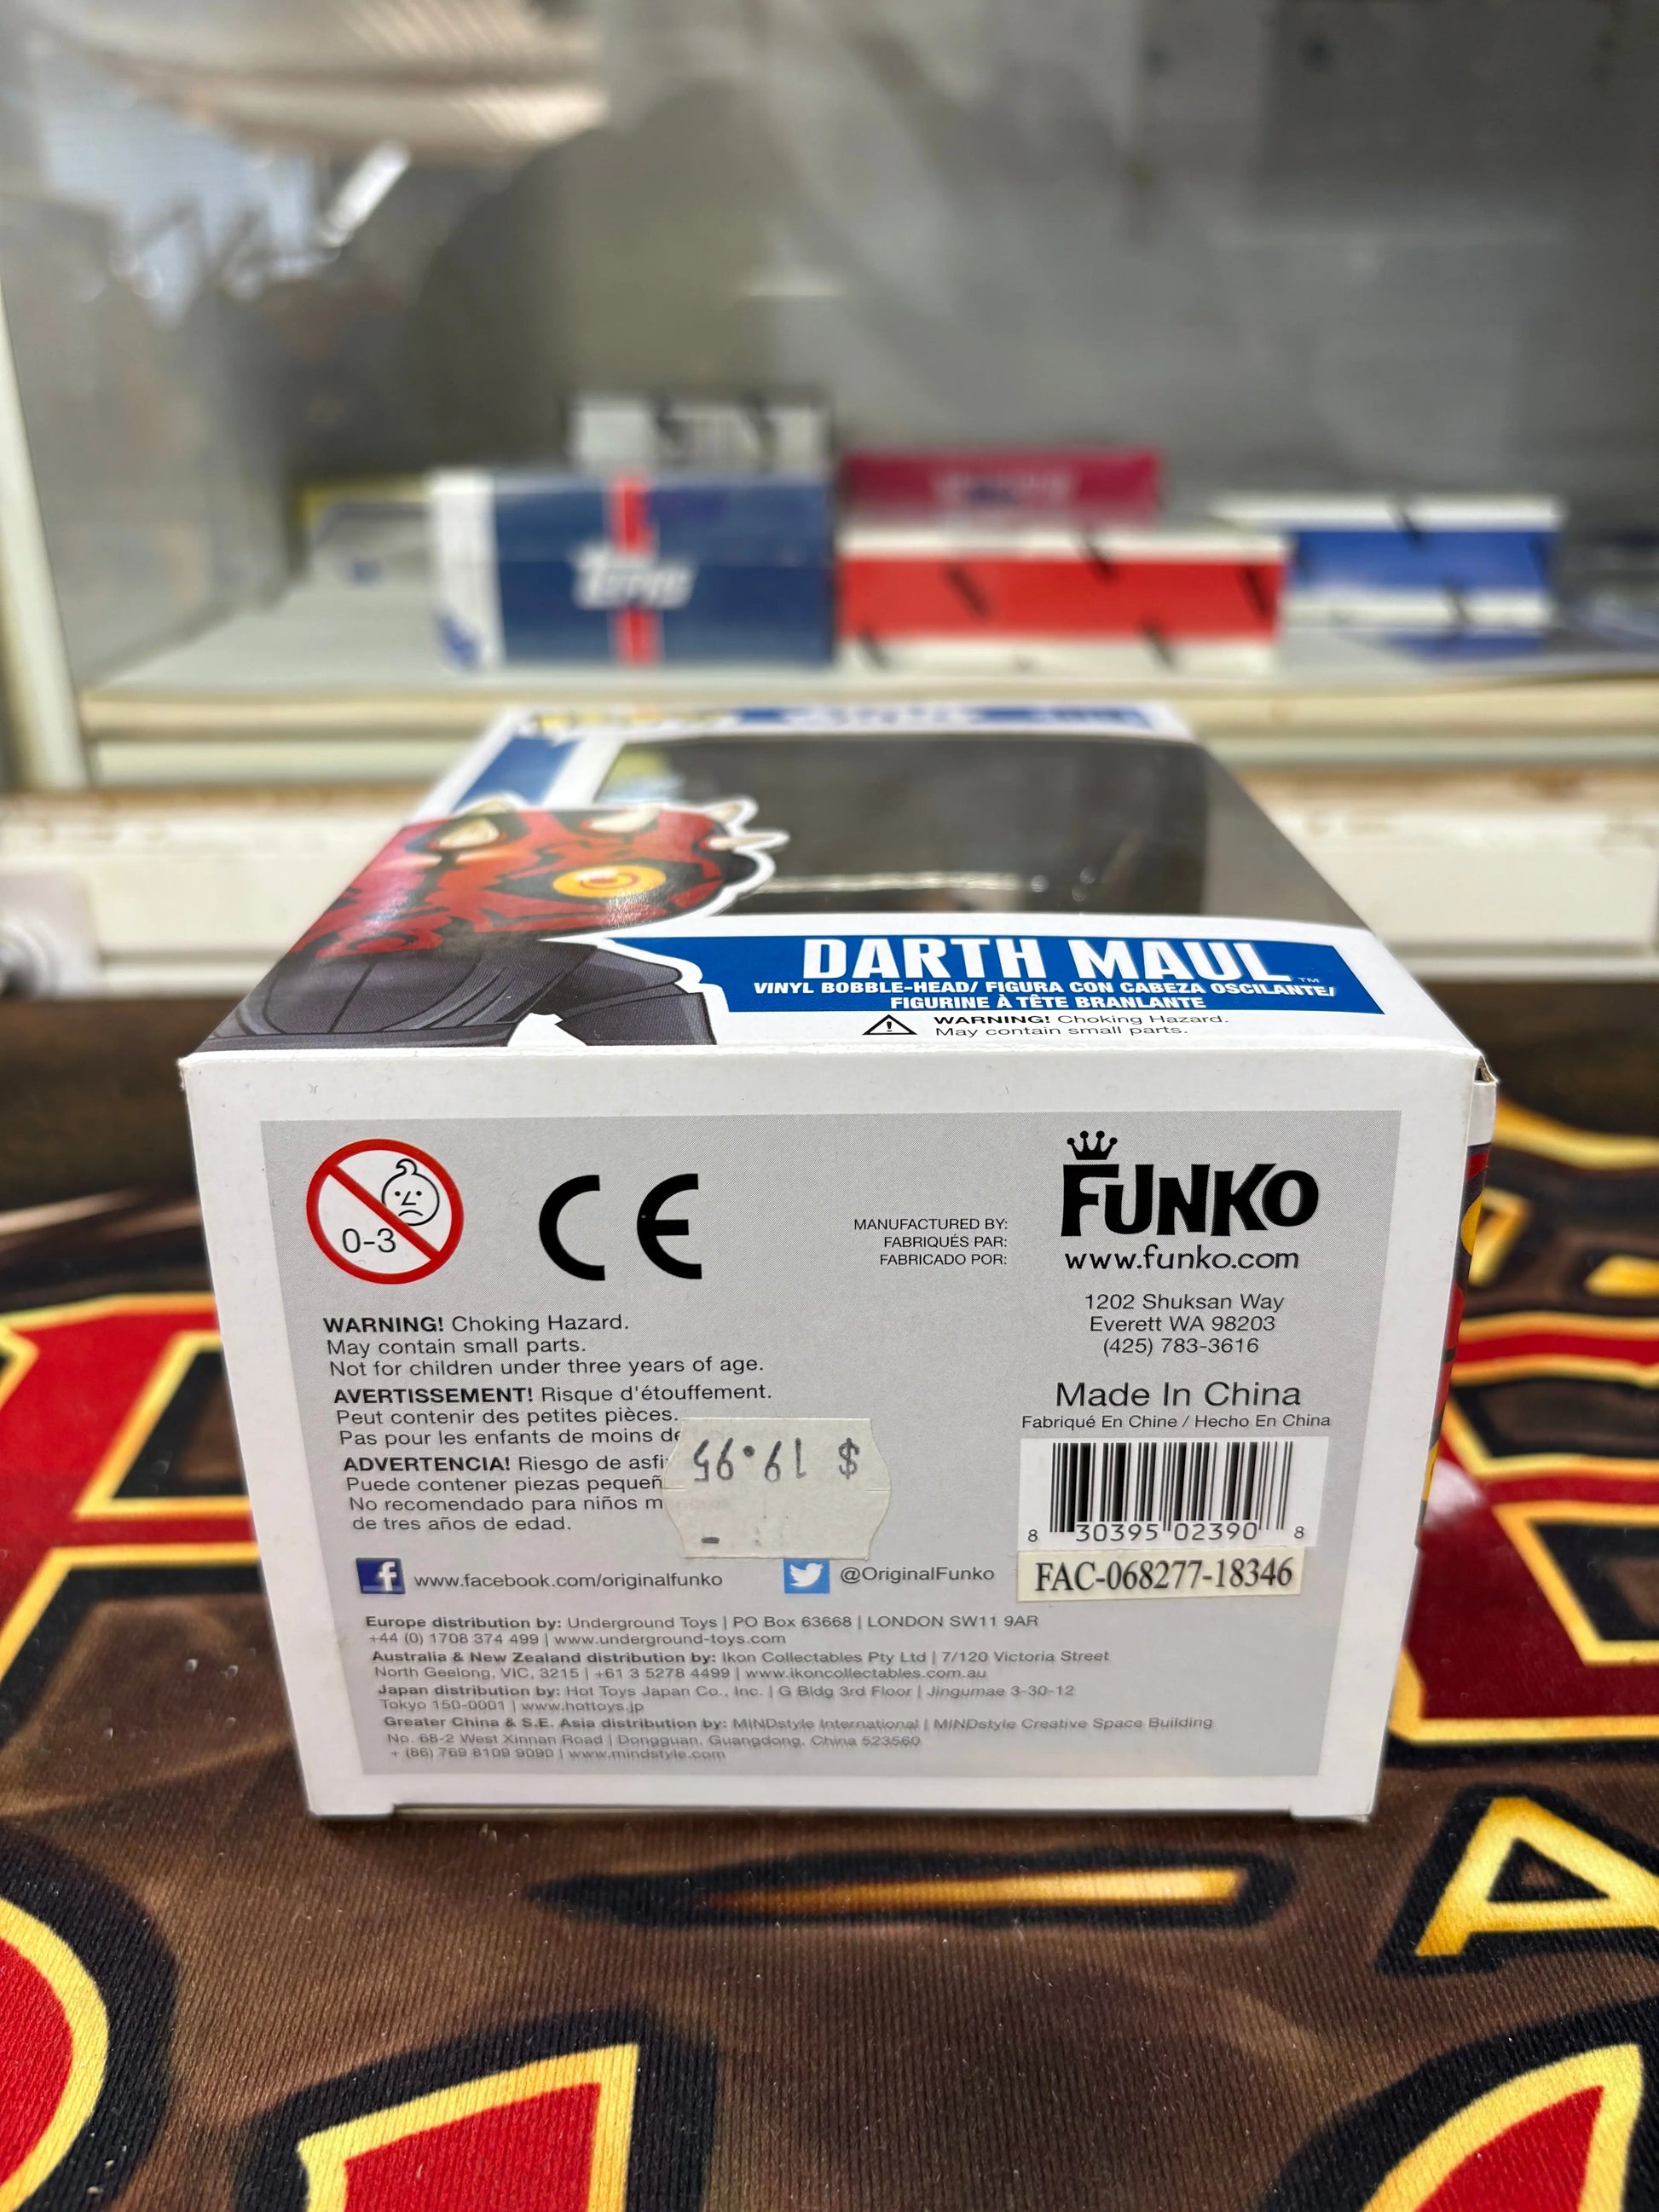 Topps
DARTH MAUL™
VINYL BOBBLE-HEAD/ FIGURA CON CABEZA OSCILANTE/
FIGURINE À TÊTE BRANLANTE
WARNING! Choking Hazard.
May contain small parts.
0-3
CE
MANUFACTURED BY:
FABRIQUÉS PAR:
FABRICADO POR:
FUNKO
www.funko.com
1202 Shuksan Way
Everett WA 98203
(425) 783-3616
Made In China
Fabriqué En Chine / Hecho En China
8 30395 02390 8
FAC-068277-18346
WARNING! Choking Hazard.
May contain small parts.
Not for children under three years of age.
AVERTISSEMENT! Risque d'étouffement.
Peut contenir des petites pièces.
Pas pour les enfants de moins de
ADVERTENCIA! Riesgo de asfi
Puede contener piezas pequeñ
No recomendado para niños m
de tres años de edad.
$ 19.95
f www.facebook.com/originalfunko
@OriginalFunko
Europe distribution by: Underground Toys | PO Box 63668 | LONDON SW11 9AR
+44 (0) 1708 374 499 | www.underground-toys.com
Australia & New Zealand distribution by: Ikon Collectables Pty Ltd | 7/120 Victoria Street
North Geelong, VIC, 3215 | +61 3 5278 4499 | www.ikoncollectables.com.au
Japan distribution by: Hot Toys Japan Co., Inc. | G Bldg 3rd Floor | Jingumae 3-30-12
Tokyo 150-0001 | www.hottoys.jp
Greater China & S.E. Asia distribution by: MINDstyle International | MINDstyle Creative Space Building
No. 68-2 West Xinnan Road | Dongguan, Guangdong, China 523560
+ (86) 769 8109 9090 | www.mindstyle.com